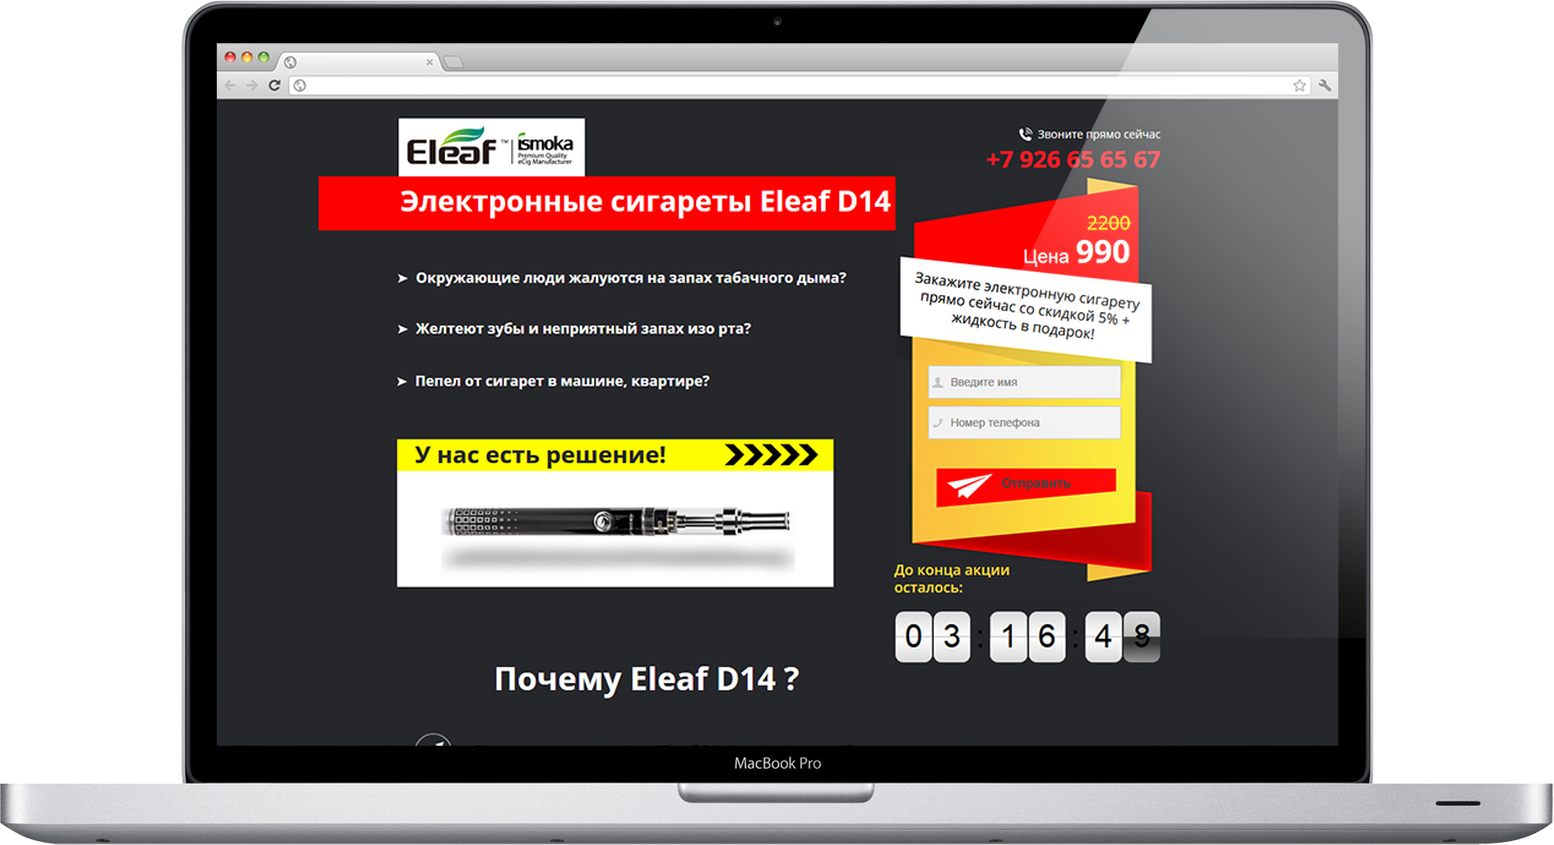 Eleaf™ ismoka
Premium Quality
eCig Manufacturer
Звоните прямо сейчас
+7 926 65 65 67
Электронные сигареты Eleaf D14
2200
Цена 990
Закажите электронную сигарету
прямо сейчас со скидкой 5% +
жидкость в подарок!
➤ Окружающие люди жалуются на запах табачного дыма?
➤ Желтеют зубы и неприятный запах изо рта?
➤ Пепел от сигарет в машине, квартире?
Введите имя
Номер телефона
Отправить
У нас есть решение!
До конца акции
осталось:
03:16:48
Почему Eleaf D14 ?
MacBook Pro